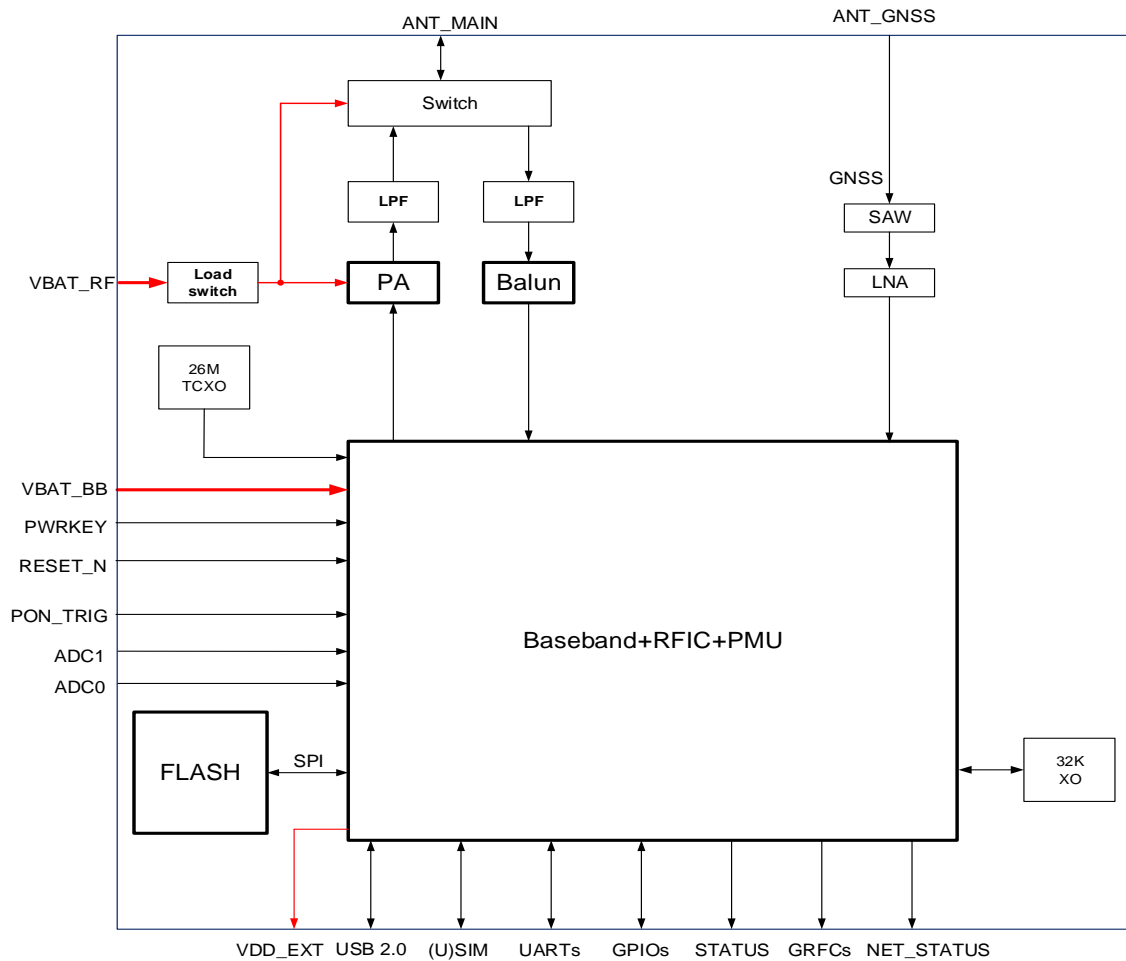 ANT_MAIN
ANT_GNSS
Switch
GNSS
LPF
LPF
SAW
VBAT_RF
Load
switch
PA
Balun
LNA
26M
TCXO
VBAT_BB
PWRKEY
RESET_N
PON_TRIG
ADC1
ADC0
Baseband+RFIC+PMU
FLASH
SPI
32K
XO
VDD_EXT
USB 2.0
(U)SIM
UARTs
GPIOs
STATUS
GRFCs
NET_STATUS